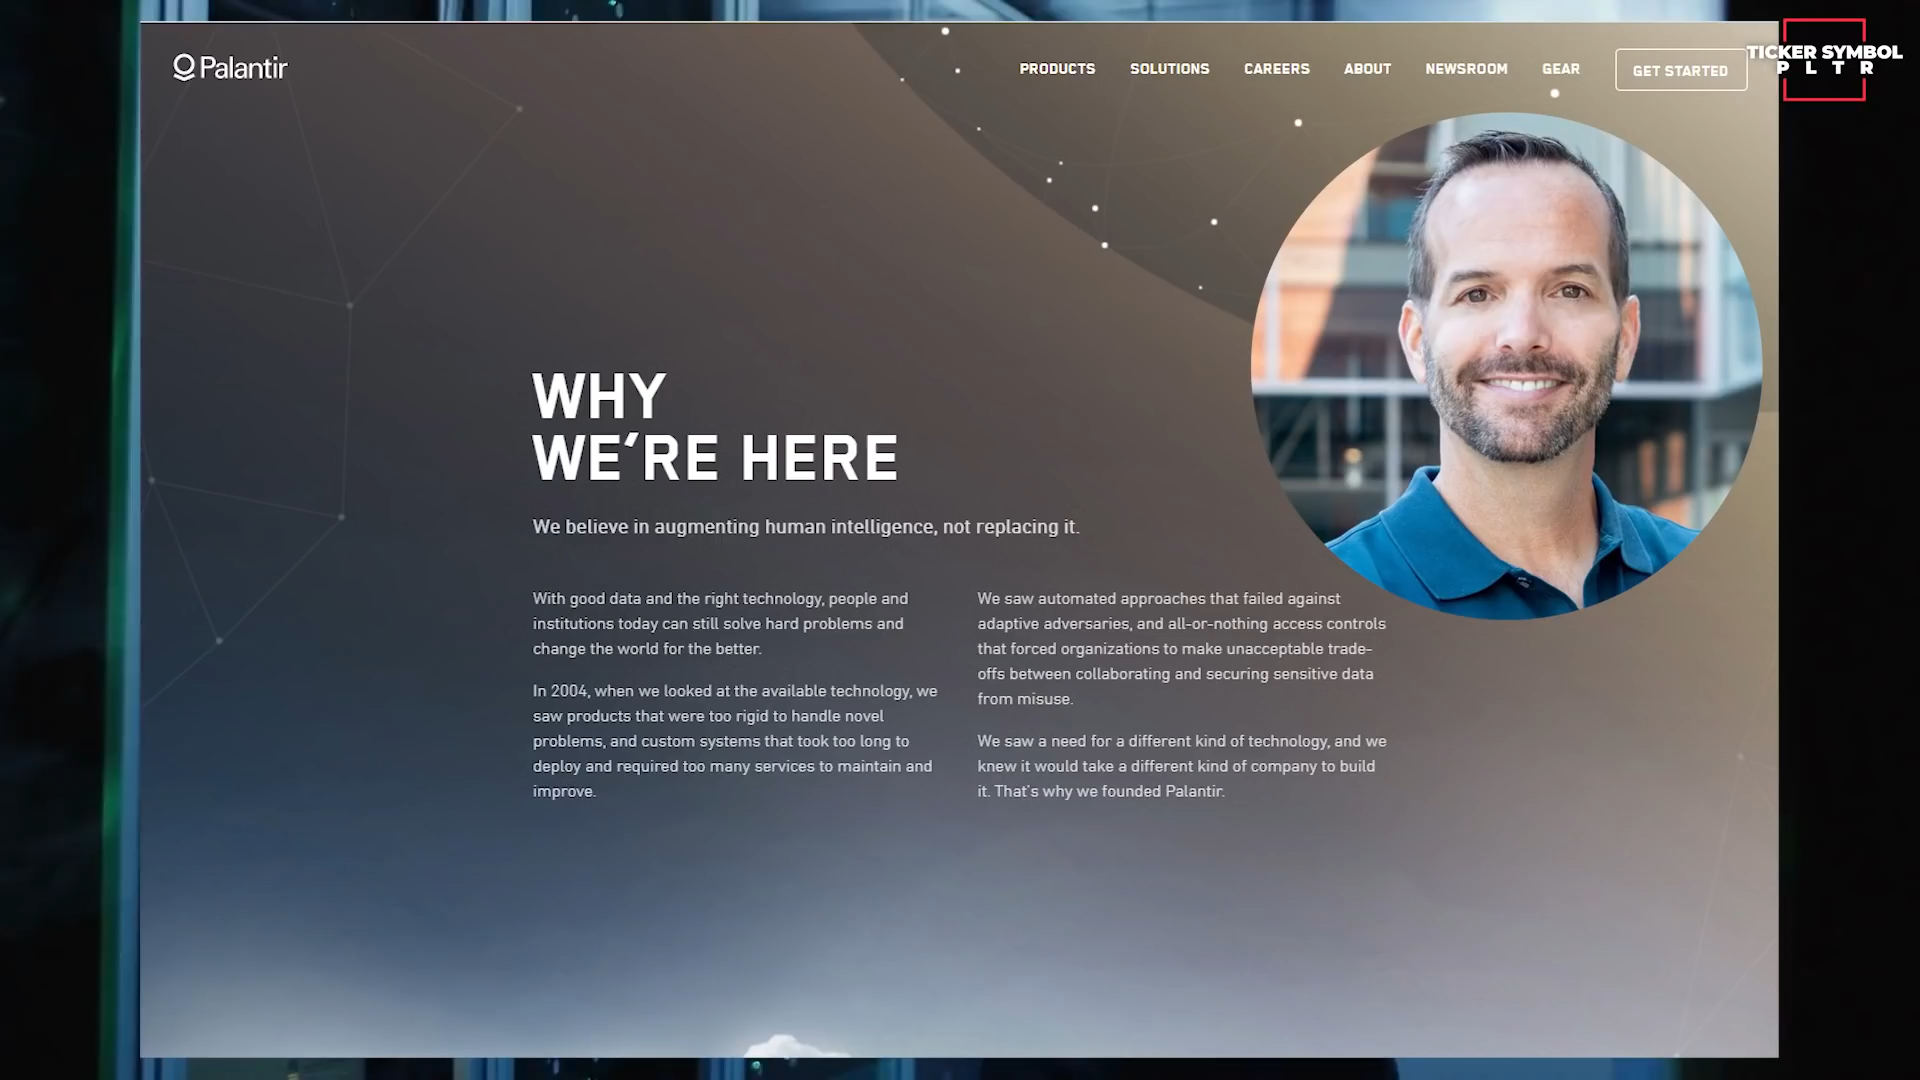 Palantir
PRODUCTS
SOLUTIONS
CAREERS
ABOUT
NEWSROOM
GEAR
GET STARTED
TICKER SYMBOL
PLTR
WHY
WE'RE HERE
We believe in augmenting human intelligence, not replacing it.
With good data and the right technology, people and
institutions today can still solve hard problems and
change the world for the better.
In 2004, when we looked at the available technology, we
saw products that were too rigid to handle novel
problems, and custom systems that took too long to
deploy and required too many services to maintain and
improve.
We saw automated approaches that failed against
adaptive adversaries, and all-or-nothing access controls
that forced organizations to make unacceptable trade-
offs between collaborating and securing sensitive data
from misuse.
We saw a need for a different kind of technology, and we
knew it would take a different kind of company to build
it. That's why we founded Palantir.